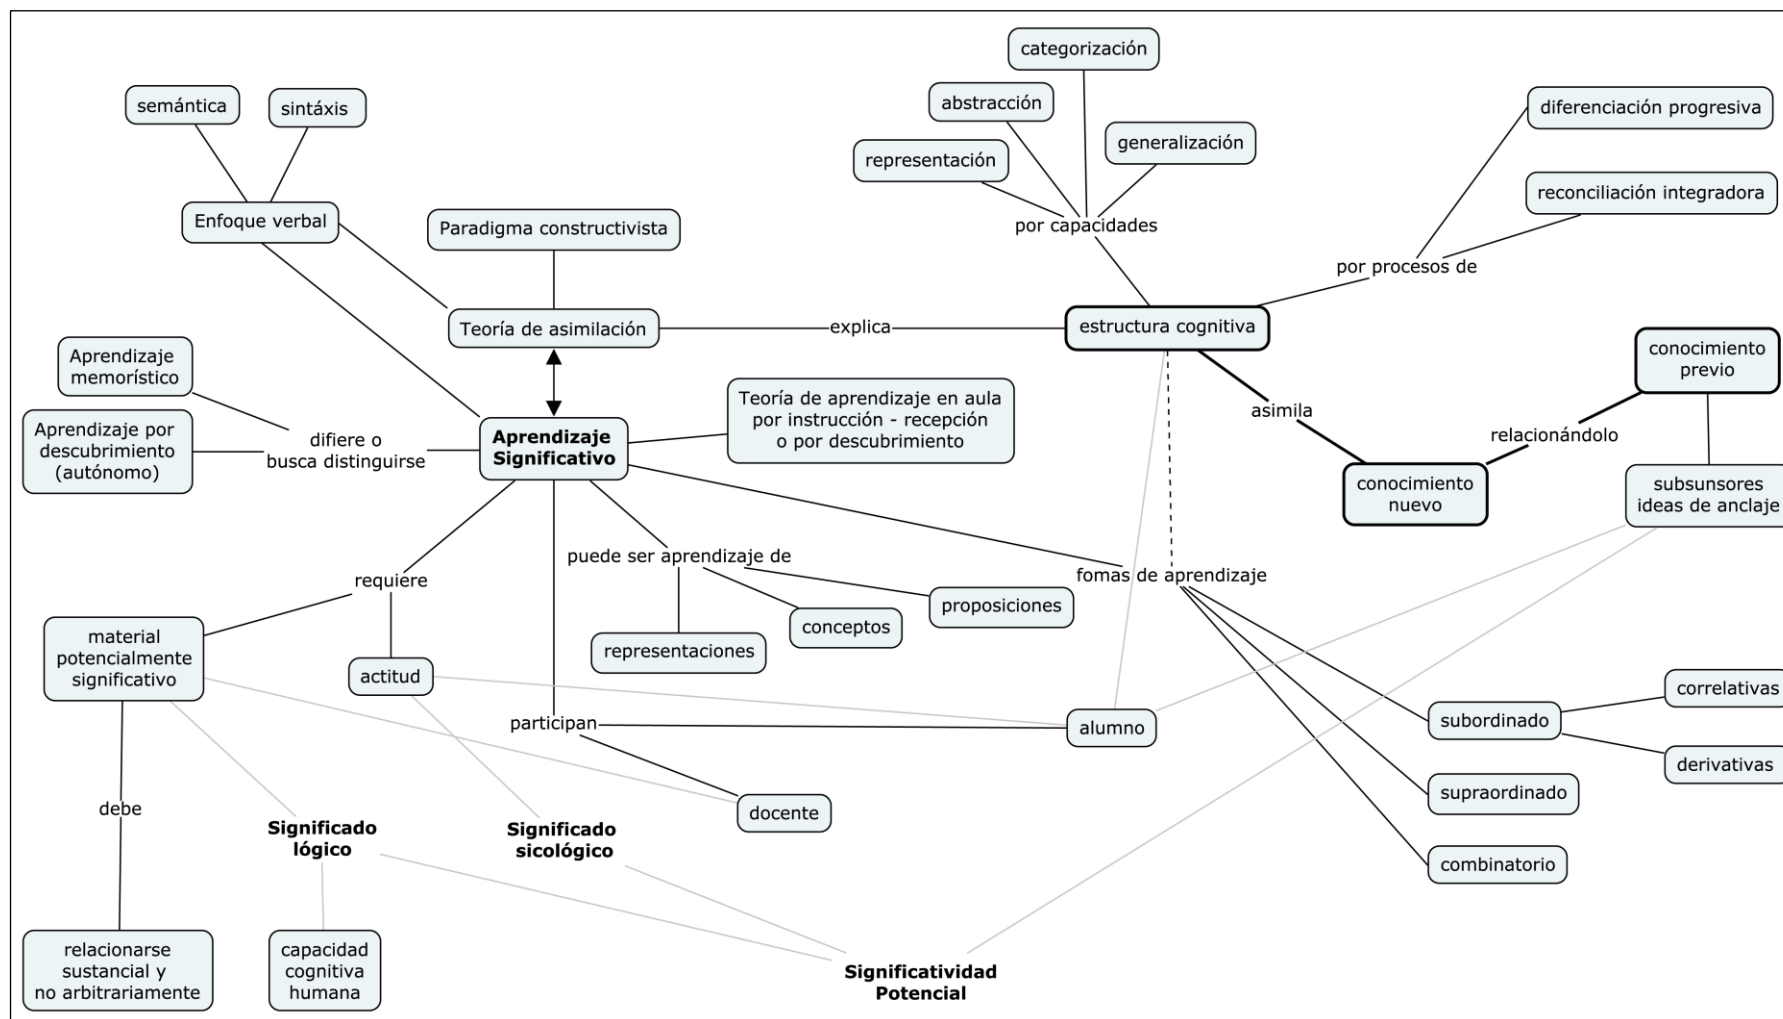 categorización
semántica
sintáxis
abstracción
diferenciación progresiva
generalización
representación
reconciliación integradora
Enfoque verbal
Paradigma constructivista
por capacidades
por procesos de
Teoría de asimilación
explica
estructura cognitiva
Aprendizaje
memorístico
conocimiento
previo
Teoría de aprendizaje en aula
por instrucción - recepción
o por descubrimiento
asimila
Aprendizaje por
descubrimiento
(autónomo)
difiere o
busca distinguirse
Aprendizaje
Significativo
relacionándolo
conocimiento
nuevo
subsunsores
ideas de anclaje
requiere
puede ser aprendizaje de
fomas de aprendizaje
material
potencialmente
significativo
actitud
representaciones
conceptos
proposiciones
correlativas
participan
alumno
subordinado
derivativas
debe
docente
supraordinado
Significado
lógico
Significado
sicológico
combinatorio
relacionarse
sustancial y
no arbitrariamente
capacidad
cognitiva
humana
Significatividad
Potencial